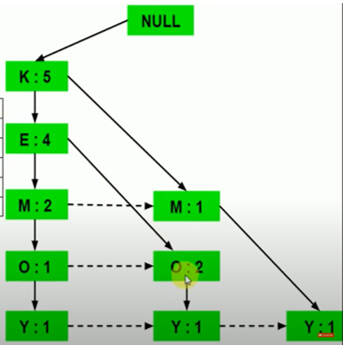 NULL
K : 5
E : 4
M : 2 M : 1
O : 1 O : 2
Y : 1 Y : 1 Y : 1